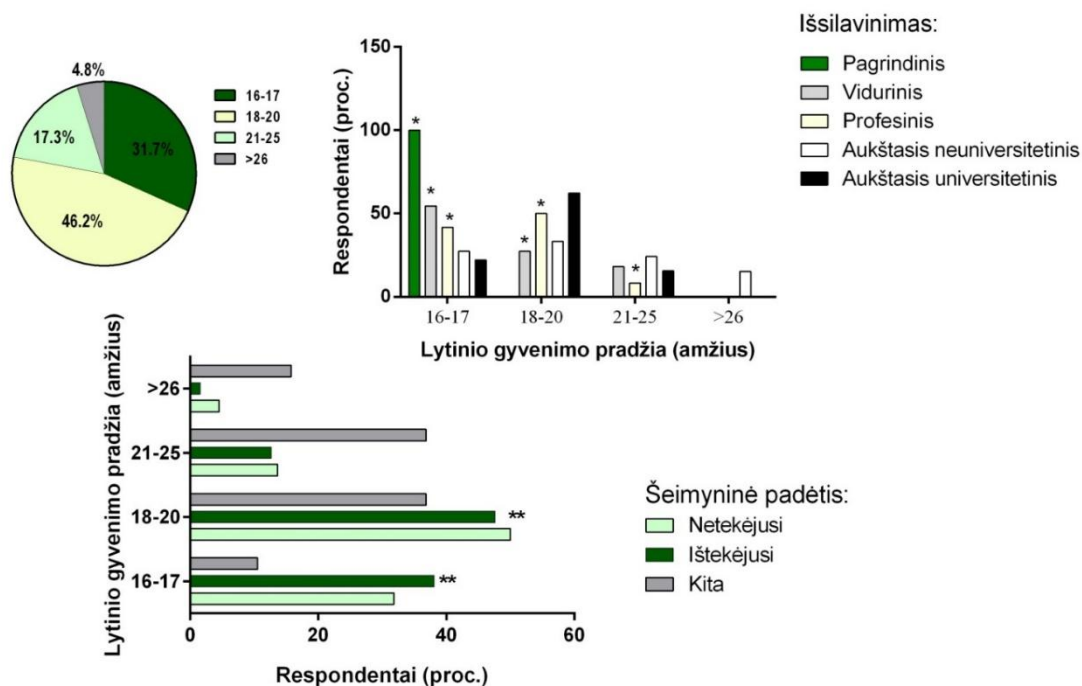 4.8%
17.3%
31.7%
46.2%
16-17
18-20
21-25
>26
Respondentai (proc.)
150
100
50
0
*
*
*
*
*
*
16-17
18-20
21-25
>26
Lytinio gyvenimo pradžia (amžius)
Išsilavinimas:
Pagrindinis
Vidurinis
Profesinis
Aukštasis neuniversitetinis
Aukštasis universitetinis
Lytinio gyvenimo pradžia (amžius)
>26
21-25
18-20
**
16-17
**
0
20
40
60
Respondentai (proc.)
Šeimyninė padėtis:
Netekėjusi
Ištekėjusi
Kita